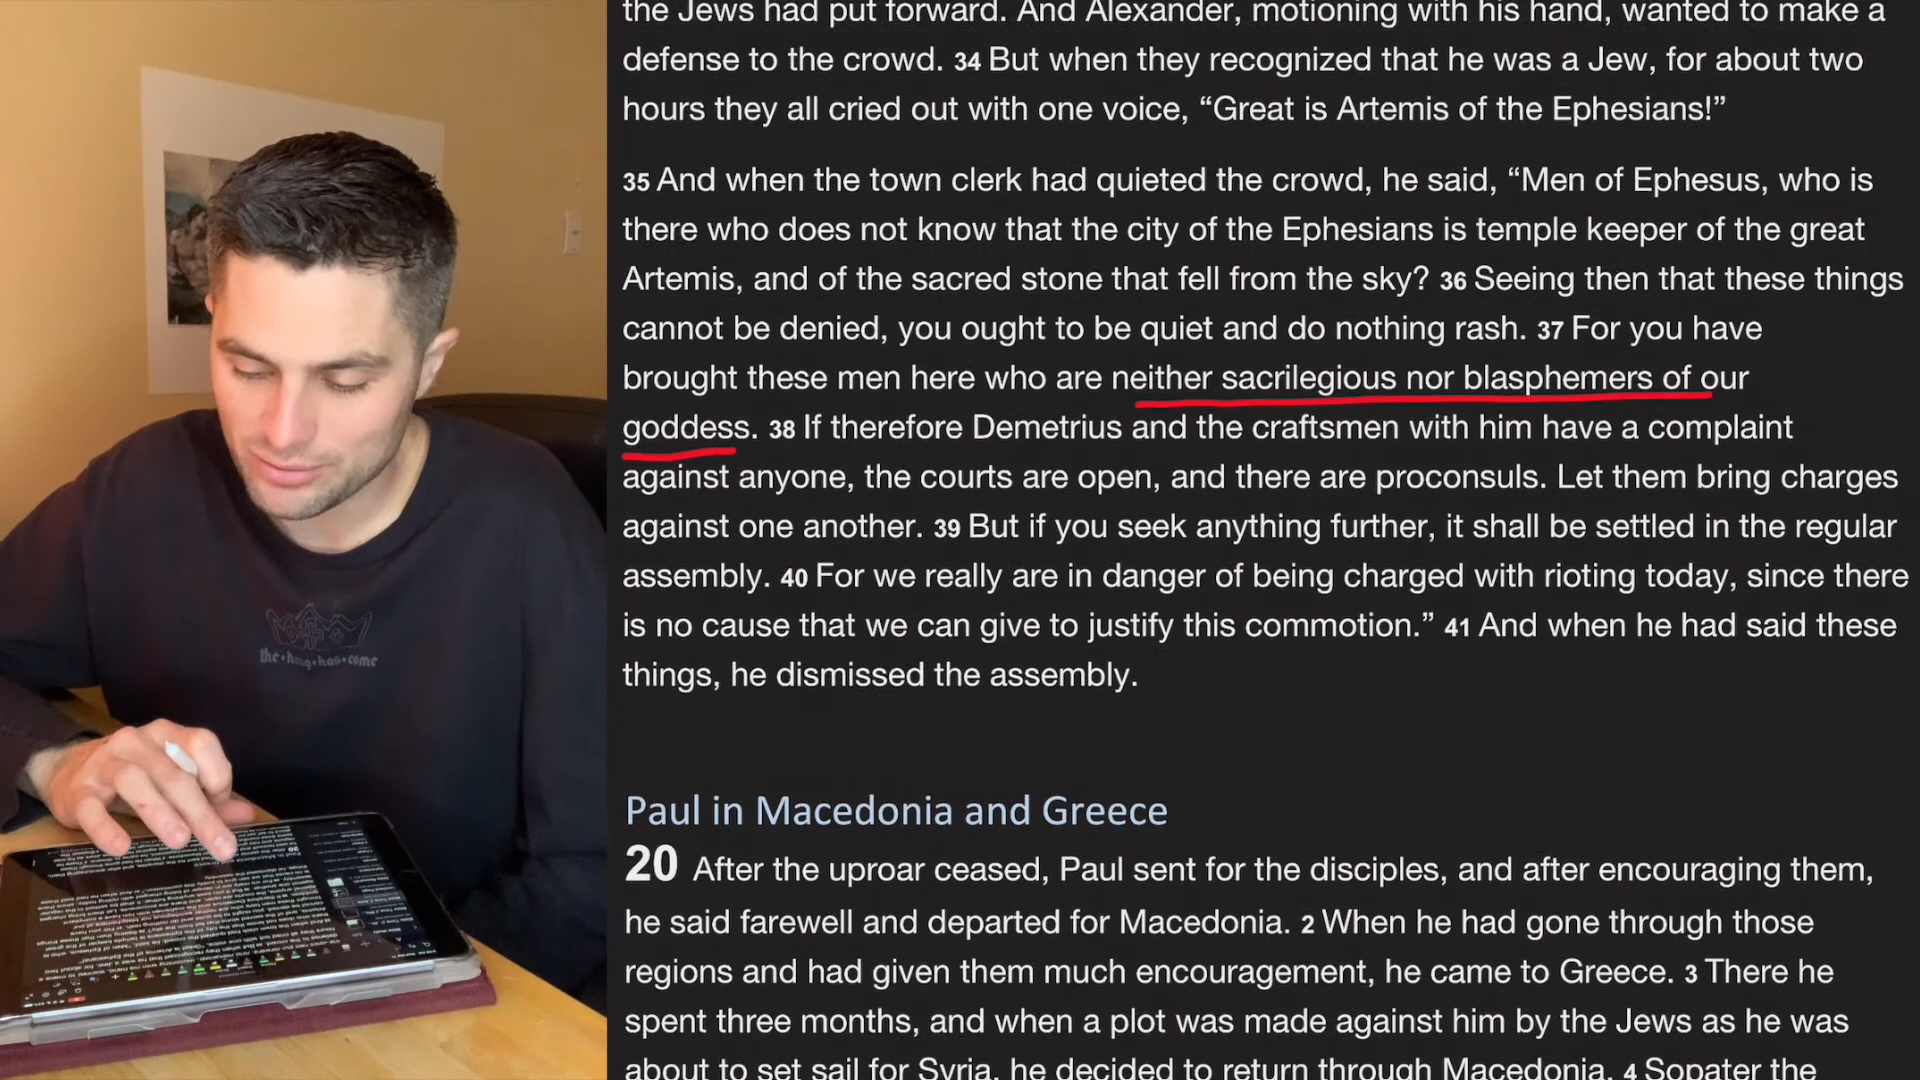 the Jews had put forward. And Alexander, motioning with his hand, wanted to make a
defense to the crowd. 34 But when they recognized that he was a Jew, for about two
hours they all cried out with one voice, “Great is Artemis of the Ephesians!”
35 And when the town clerk had quieted the crowd, he said, “Men of Ephesus, who is
there who does not know that the city of the Ephesians is temple keeper of the great
Artemis, and of the sacred stone that fell from the sky? 36 Seeing then that these things
cannot be denied, you ought to be quiet and do nothing rash. 37 For you have
brought these men here who are neither sacrilegious nor blasphemers of our
goddess. 38 If therefore Demetrius and the craftsmen with him have a complaint
against anyone, the courts are open, and there are proconsuls. Let them bring charges
against one another. 39 But if you seek anything further, it shall be settled in the regular
assembly. 40 For we really are in danger of being charged with rioting today, since there
is no cause that we can give to justify this commotion.” 41 And when he had said these
things, he dismissed the assembly.
Paul in Macedonia and Greece
20 After the uproar ceased, Paul sent for the disciples, and after encouraging them,
he said farewell and departed for Macedonia. 2 When he had gone through those
regions and had given them much encouragement, he came to Greece. 3 There he
spent three months, and when a plot was made against him by the Jews as he was
about to set sail for Syria, he decided to return through Macedonia. 4 Sopater the
the•king•has•come